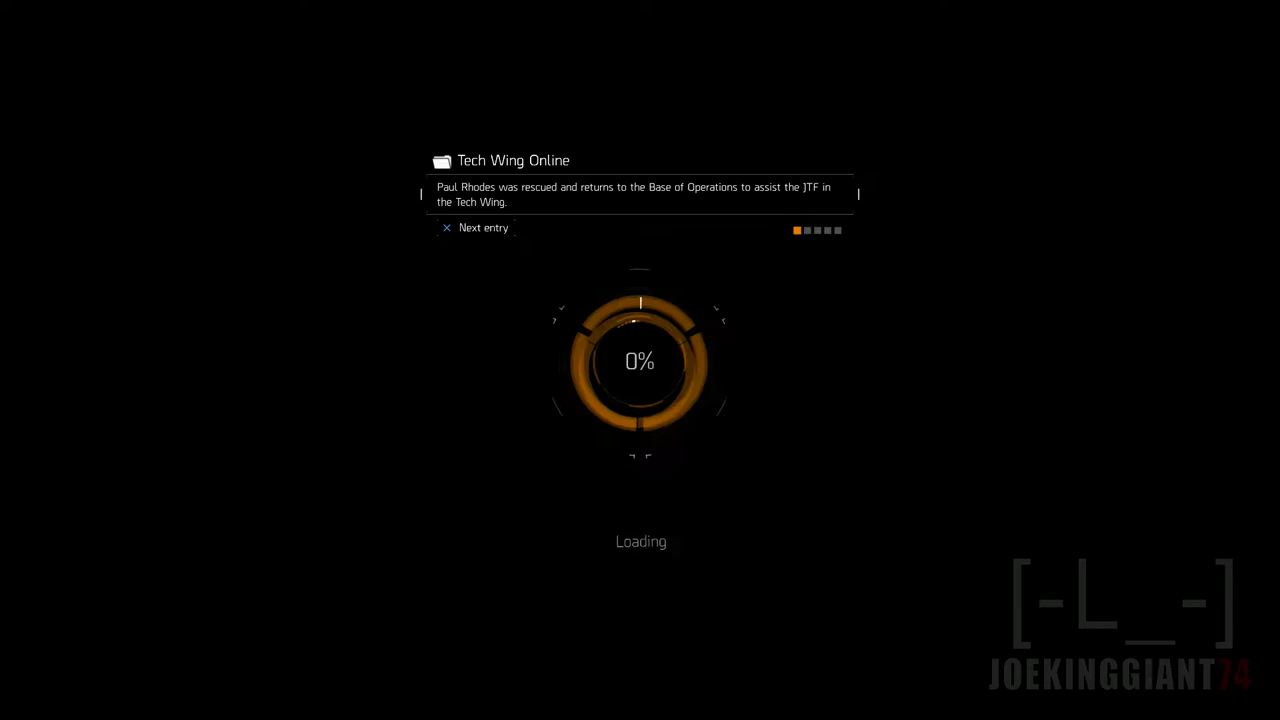 Tech Wing Online
Paul Rhodes was rescued and returns to the Base of Operations to assist the JTF in
the Tech Wing.
Next entry
0%
Loading
[-L__-]
JOEKINGGIANT74